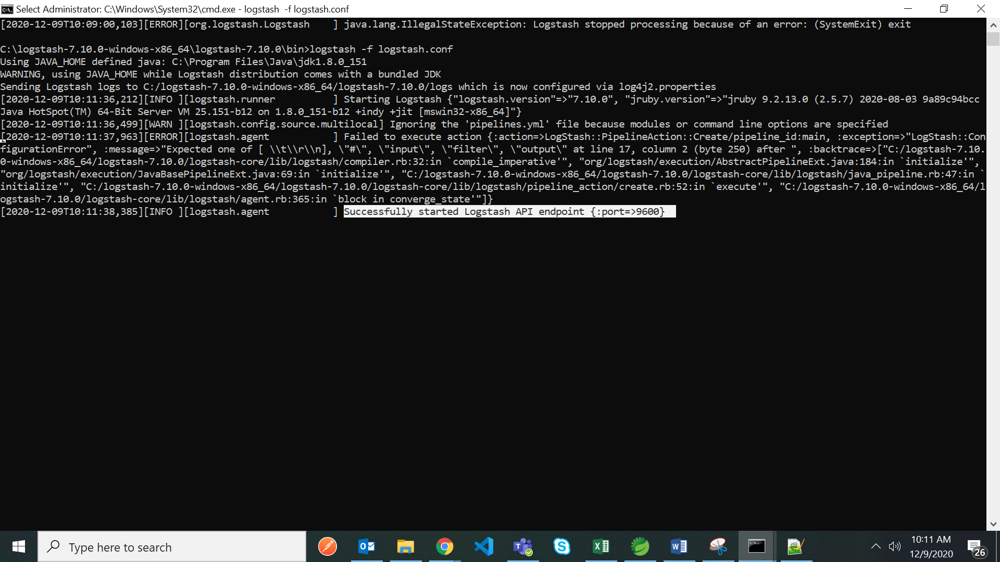 Select Administrator: C:\Windows\System32\cmd.exe - logstash  -f logstash.conf
[2020-12-09T10:09:00,103][ERROR][org.logstash.Logstash    ] java.lang.IllegalStateException: Logstash stopped processing because of an error: (SystemExit) exit
C:\logstash-7.10.0-windows-x86_64\logstash-7.10.0\bin>logstash -f logstash.conf
Using JAVA_HOME defined java: C:\Program Files\Java\jdk1.8.0_151
WARNING, using JAVA_HOME while Logstash distribution comes with a bundled JDK
Sending Logstash logs to C:/logstash-7.10.0-windows-x86_64/logstash-7.10.0/logs which is now configured via log4j2.properties
[2020-12-09T10:11:36,212][INFO ][logstash.runner          ] Starting Logstash {"logstash.version"=>"7.10.0", "jruby.version"=>"jruby 9.2.13.0 (2.5.7) 2020-08-03 9a89c94bcc
Java HotSpot(TM) 64-Bit Server VM 25.151-b12 on 1.8.0_151-b12 +indy +jit [mswin32-x86_64]"}
[2020-12-09T10:11:36,499][WARN ][logstash.config.source.multilocal] Ignoring the 'pipelines.yml' file because modules or command line options are specified
[2020-12-09T10:11:37,963][ERROR][logstash.agent           ] Failed to execute action {:action=>LogStash::PipelineAction::Create/pipeline_id:main, :exception=>"LogStash::Con
figurationError", :message=>"Expected one of [ \\t\\r\\n], \"#\", \"input\", \"filter\", \"output\" at line 17, column 2 (byte 250) after ", :backtrace=>["C:/logstash-7.10.
0-windows-x86_64/logstash-7.10.0/logstash-core/lib/logstash/compiler.rb:32:in `compile_imperative'", "org/logstash/execution/AbstractPipelineExt.java:184:in `initialize'",
"org/logstash/execution/JavaBasePipelineExt.java:69:in `initialize'", "C:/logstash-7.10.0-windows-x86_64/logstash-7.10.0/logstash-core/lib/logstash/java_pipeline.rb:47:in `
initialize'", "C:/logstash-7.10.0-windows-x86_64/logstash-7.10.0/logstash-core/lib/logstash/pipeline_action/create.rb:52:in `execute'", "C:/logstash-7.10.0-windows-x86_64/l
ogstash-7.10.0/logstash-core/lib/logstash/agent.rb:365:in `block in converge_state'"]}
[2020-12-09T10:11:38,385][INFO ][logstash.agent           ] Successfully started Logstash API endpoint {:port=>9600}
Type here to search
10:11 AM
12/9/2020
26